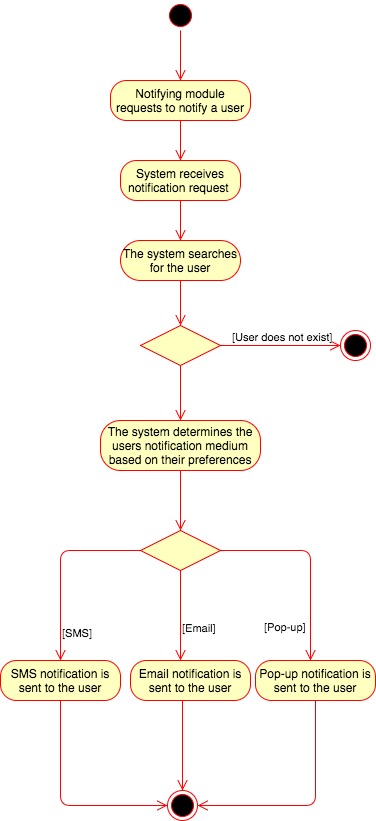 Notifying module
requests to notify a user
System receives
notification request
The system searches
for the user
[User does not exist]
The system determines the
users notification medium
based on their preferences
[SMS]
[Email]
[Pop-up]
SMS notification is
sent to the user
Email notification is
sent to the user
Pop-up notification is
sent to the user